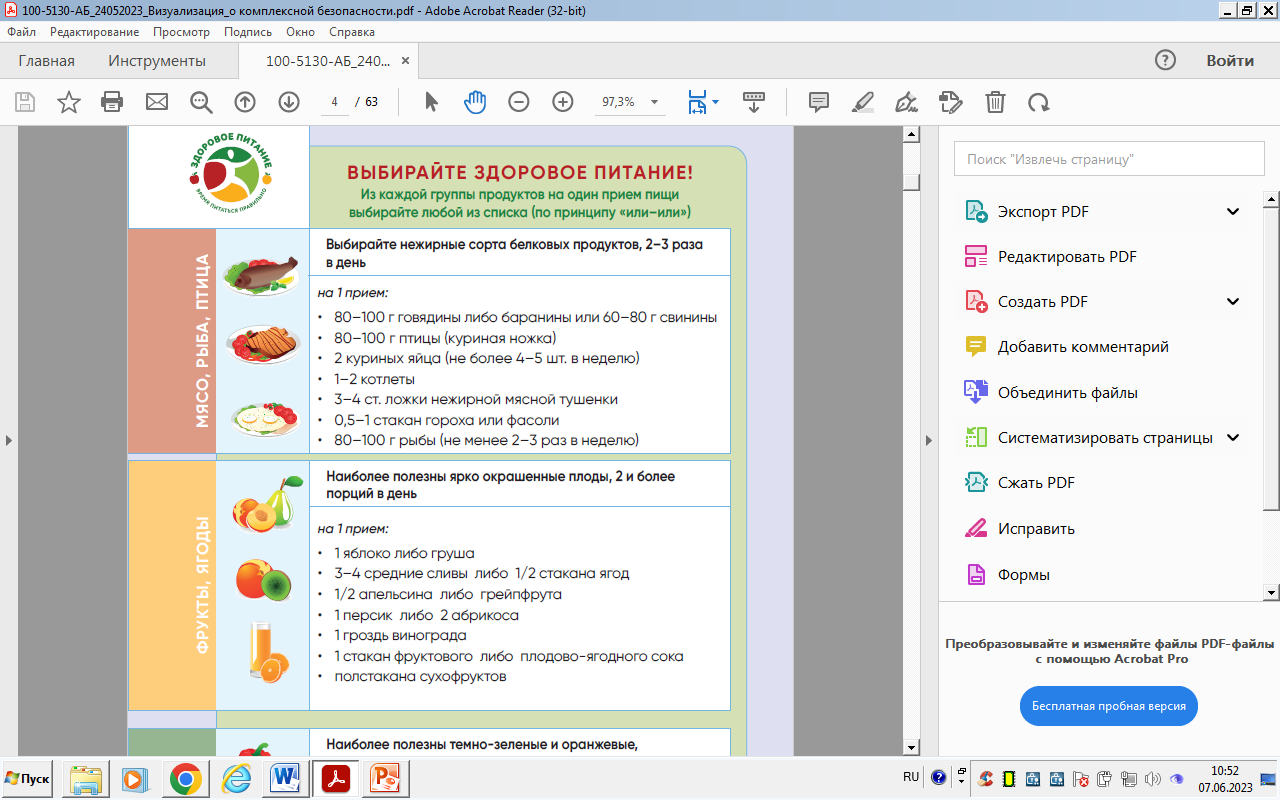 100-5130-АБ_24052023_Визуализация_о комплексной безопасности.pdf - Adobe Acrobat Reader (32-bit)
Файл Редактирование Просмотр Подпись Окно Справка
Главная Инструменты 100-5130-АБ_240... × Войти
4 / 63 97,3%
ЗДОРОВОЕ ПИТАНИЕ
ВРЕМЯ ПИТАТЬСЯ ПРАВИЛЬНО
ВЫБИРАЙТЕ ЗДОРОВОЕ ПИТАНИЕ!
Из каждой группы продуктов на один прием пищи
выбирайте любой из списка (по принципу «или–или»)
МЯСО, РЫБА, ПТИЦА
Выбирайте нежирные сорта белковых продуктов, 2–3 раза
в день
на 1 прием:
• 80–100 г говядины либо баранины или 60–80 г свинины
• 80–100 г птицы (куриная ножка)
• 2 куриных яйца (не более 4–5 шт. в неделю)
• 1–2 котлеты
• 3–4 ст. ложки нежирной мясной тушенки
• 0,5–1 стакан гороха или фасоли
• 80–100 г рыбы (не менее 2–3 раз в неделю)
ФРУКТЫ, ЯГОДЫ
Наиболее полезны ярко окрашенные плоды, 2 и более
порций в день
на 1 прием:
• 1 яблоко либо груша
• 3–4 средние сливы либо 1/2 стакана ягод
• 1/2 апельсина либо грейпфрута
• 1 персик либо 2 абрикоса
• 1 гроздь винограда
• 1 стакан фруктового либо плодово-ягодного сока
• полстакана сухофруктов
Наиболее полезны темно-зеленые и оранжевые,
Поиск "Извлечь страницу"
Экспорт PDF
Редактировать PDF
Создать PDF
Добавить комментарий
Объединить файлы
Систематизировать страницы
Сжать PDF
Исправить
Формы
Преобразовывайте и изменяйте файлы PDF-файлы
с помощью Acrobat Pro
Бесплатная пробная версия
Пуск
RU
10:52
07.06.2023